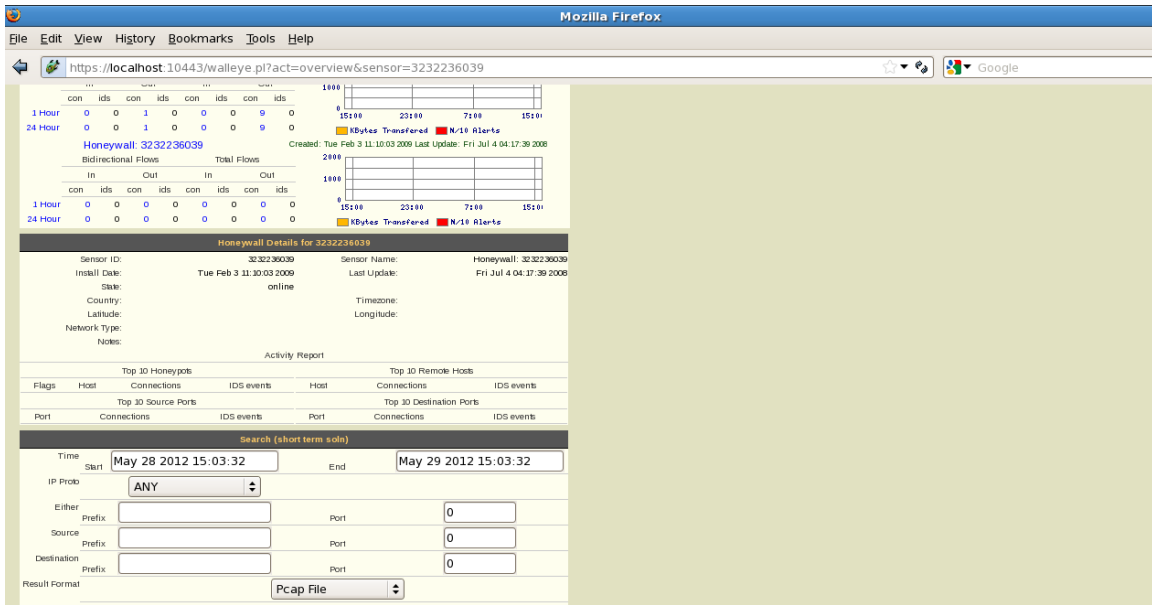 Mozilla Firefox
File Edit View History Bookmarks Tools Help
https://localhost:10443/walleye.pl?act=overview&sensor=3232236039 Google
In Out In Out
con ids con ids con ids con ids
1 Hour 0 0 1 0 0 0 9 0
24 Hour 0 0 1 0 0 0 9 0
1000
0
15:00 23:00 7:00 15:0
KBytes Transfered N/10 Alerts
Honeywall: 3232236039 Created: Tue Feb 3 11:10:03 2009 Last Update: Fri Jul 4 04:17:39 2008
Bidirectional Flows Total Flows
In Out In Out
con ids con ids con ids con ids
1 Hour 0 0 0 0 0 0 0 0
24 Hour 0 0 0 0 0 0 0 0
2000
1000
0
15:00 23:00 7:00 15:0
KBytes Transfered N/10 Alerts
Honeywall Details for 3232236039
Sensor ID: 3232236039 Sensor Name: Honeywall: 3232236039
Install Date: Tue Feb 3 11:10:03 2009 Last Update: Fri Jul 4 04:17:39 2008
State: online
Country: Timezone:
Latitude: Longitude:
Network Type:
Notes:
Activity Report
Top 10 Honeypots Top 10 Remote Hosts
Flags Host Connections IDS events Host Connections IDS events
Top 10 Source Ports Top 10 Destination Ports
Port Connections IDS events Port Connections IDS events
Search (short term soln)
Time Start May 28 2012 15:03:32 End May 29 2012 15:03:32
IP Proto ANY
Either Prefix Port 0
Source Prefix Port 0
Destination Prefix Port 0
Result Format Pcap File